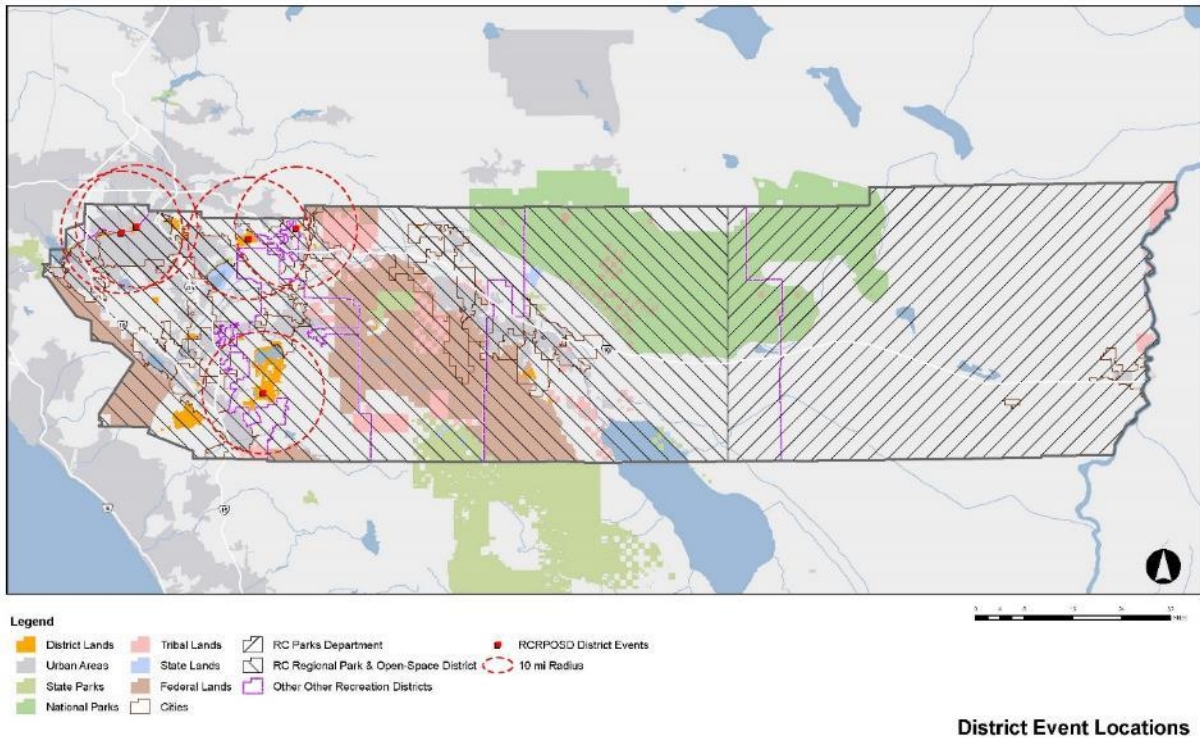 Legend
District Lands
Tribal Lands
RC Parks Department
RCRPOSD District Events
Urban Areas
State Lands
RC Regional Park & Open-Space District
10 mi Radius
State Parks
Federal Lands
Other Other Recreation Districts
National Parks
Cities
District Event Locations